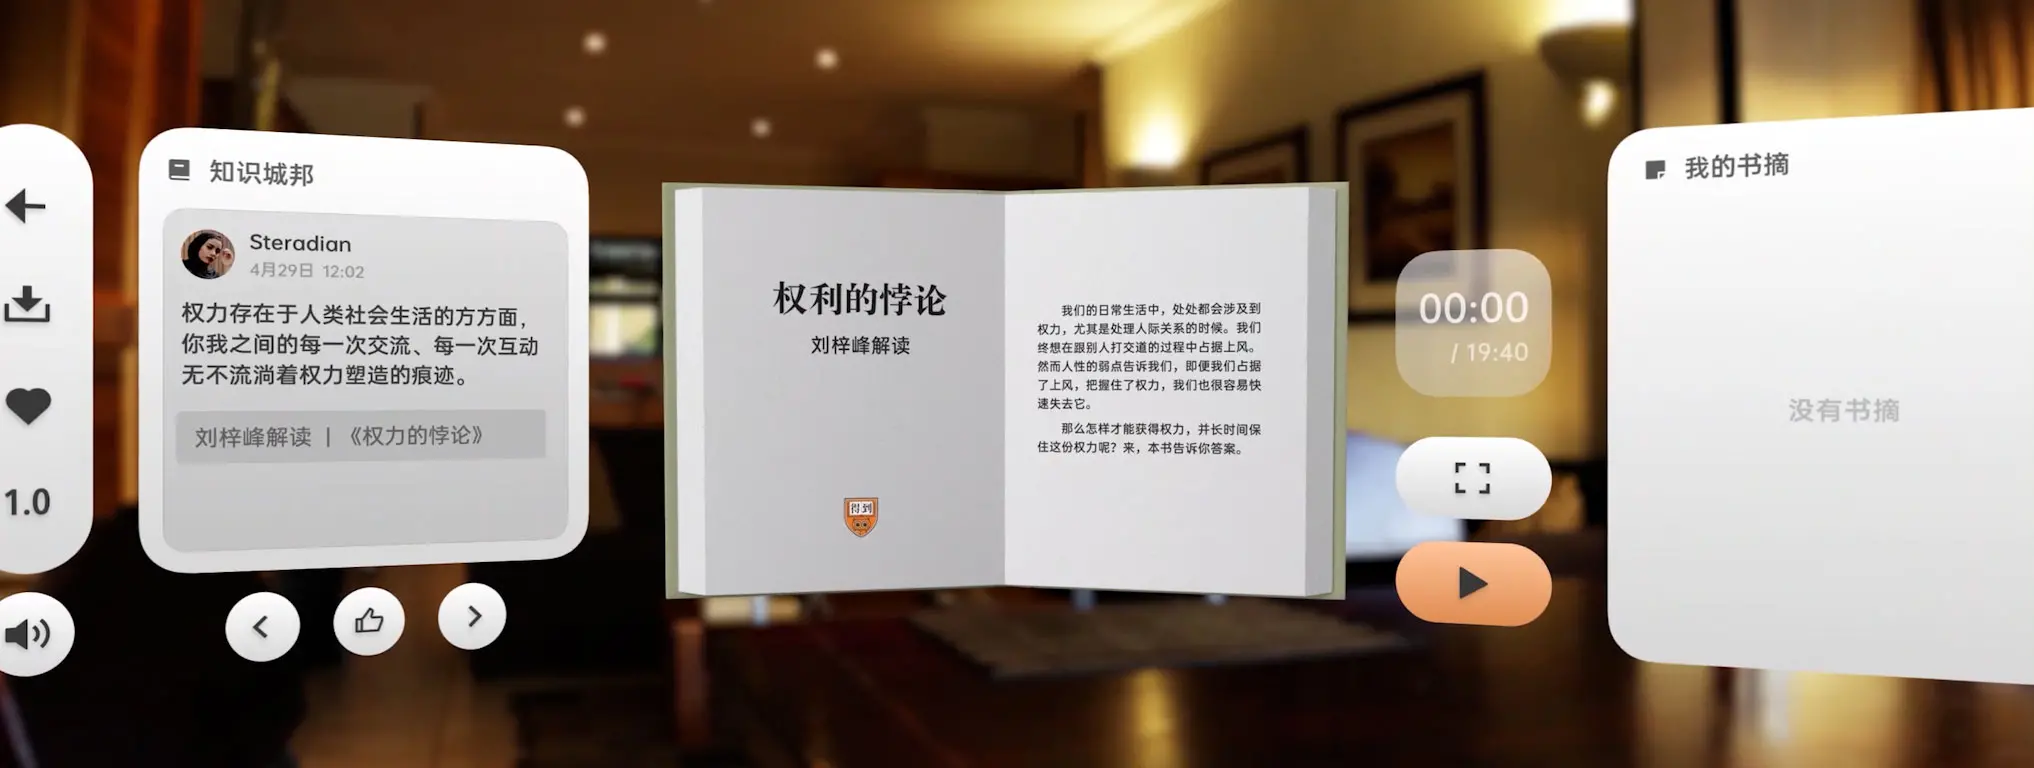 1.0
知识城邦
Steradian
4月29日 12:02
权力存在于人类社会生活的方方面，
你我之间的每一次交流、每一次互动
无不流淌着权力塑造的痕迹。
刘梓峰解读 | 《权力的悖论》
权利的悖论
刘梓峰解读
得到
我们的日常生活中，处处都会涉及到
权力，尤其是处理人际关系的时候。我们
终想在跟别人打交道的过程中占据上风。
然而人性的弱点告诉我们，即便我们占据
了上风，把握住了权力，我们也很容易快
速失去它。
那么怎样才能获得权力，并长时间保
住这份权力呢？来，本书告诉你答案。
00:00
/ 19:40
我的书摘
没有书摘